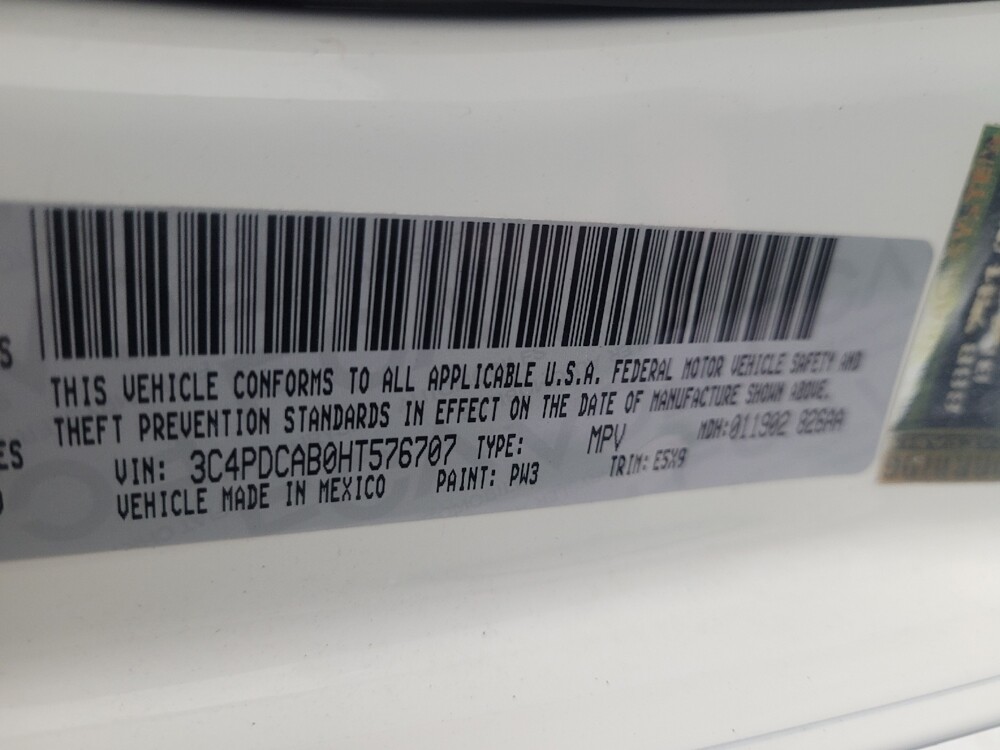 THIS VEHICLE CONFORMS TO ALL APPLICABLE U.S.A. FEDERAL MOTOR VEHICLE SAFETY AND
THEFT PREVENTION STANDARDS IN EFFECT ON THE DATE OF MANUFACTURE SHOWN ABOVE.
VIN: 3C4PDCAB0HT576707 TYPE: MPV MDH:011902 826AA
VEHICLE MADE IN MEXICO PAINT: PW3 TRIM: E5X9